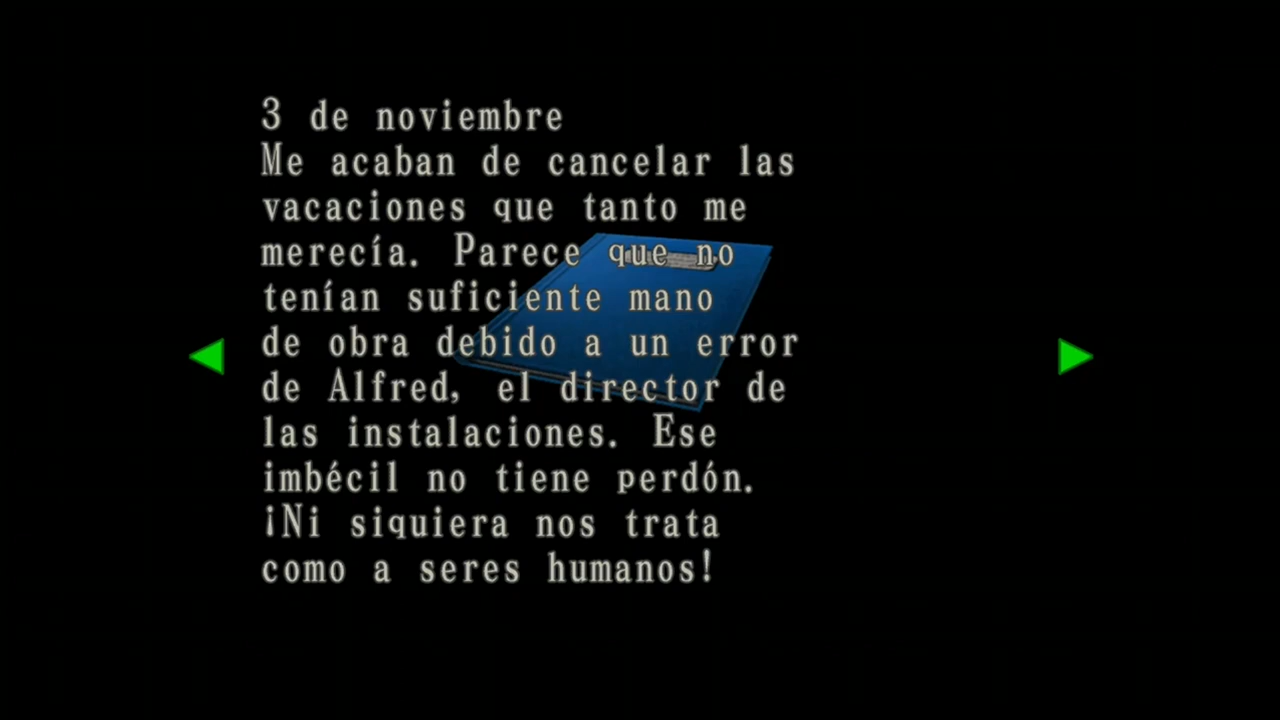 3 de noviembre
Me acaban de cancelar las
vacaciones que tanto me
merecía. Parece que no
tenían suficiente mano
de obra debido a un error
de Alfred, el director de
las instalaciones. Ese
imbécil no tiene perdón.
¡Ni siquiera nos trata
como a seres humanos!